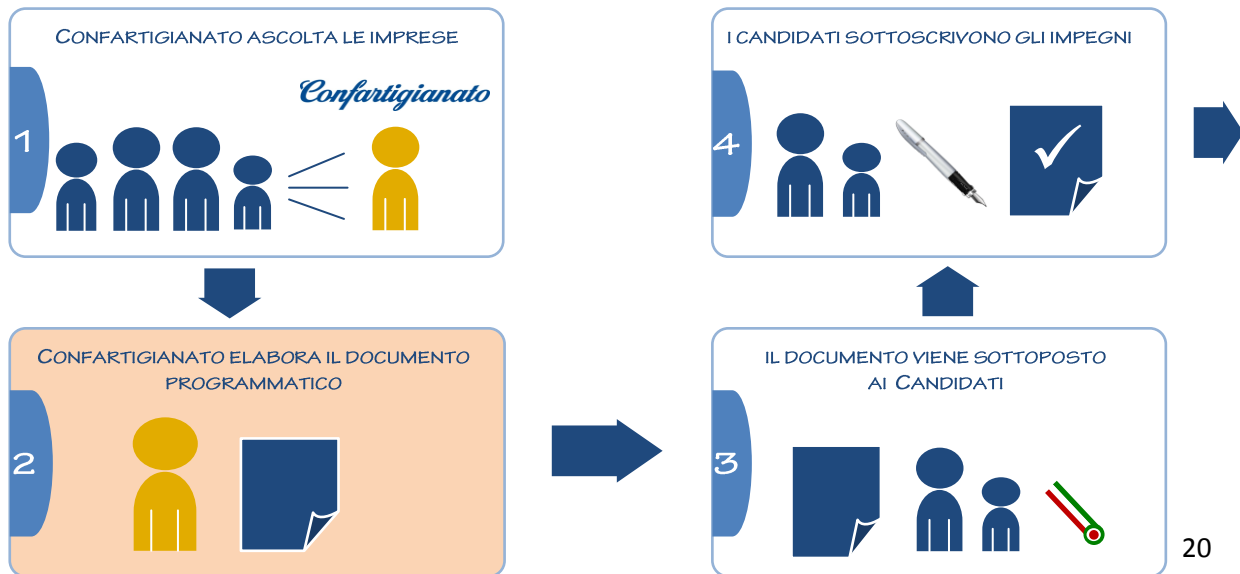 CONFARTIGIANATO ASCOLTA LE IMPRESE
Confartigianato
1
CONFARTIGIANATO ELABORA IL DOCUMENTO
PROGRAMMATICO
2
IL DOCUMENTO VIENE SOTTOPOSTO
AI CANDIDATI
3
I CANDIDATI SOTTOSCRIVONO GLI IMPEGNI
4
20